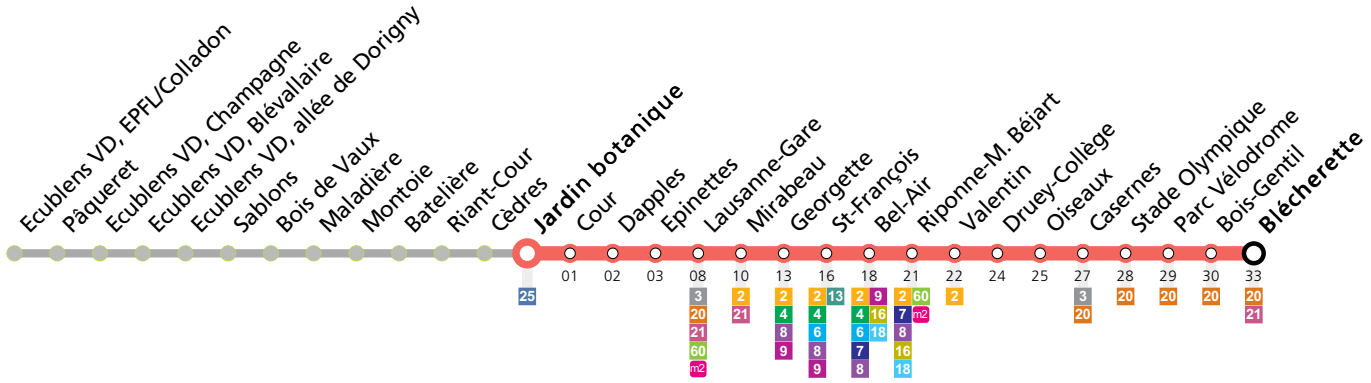 Ecublens VD, EPFL/Colladon
Pâqueret
Ecublens VD, Champagne
Ecublens VD, Blévallaire
Ecublens VD, allée de Dorigny
Sablons
Bois de Vaux
Maladière
Montoie
Batelière
Riant-Cour
Cèdres
Jardin botanique
Cour
Dapples
Epinettes
Lausanne-Gare
Mirabeau
Georgette
St-François
Bel-Air
Riponne-M. Béjart
Valentin
Druey-Collège
Oiseaux
Casernes
Stade Olympique
Parc Vélodrome
Bois-Gentil
Blécherette
01 02 03 08 10 13 16 18 21 22 24 25 27 28 29 30 33
25 3 2 2 2 13 2 9 2 60 2 3 20 20 20 20
20 21 4 4 4 16 7 m2 20 21
21 8 6 6 18 8
60 9 8 7 16
m2 9 8 18